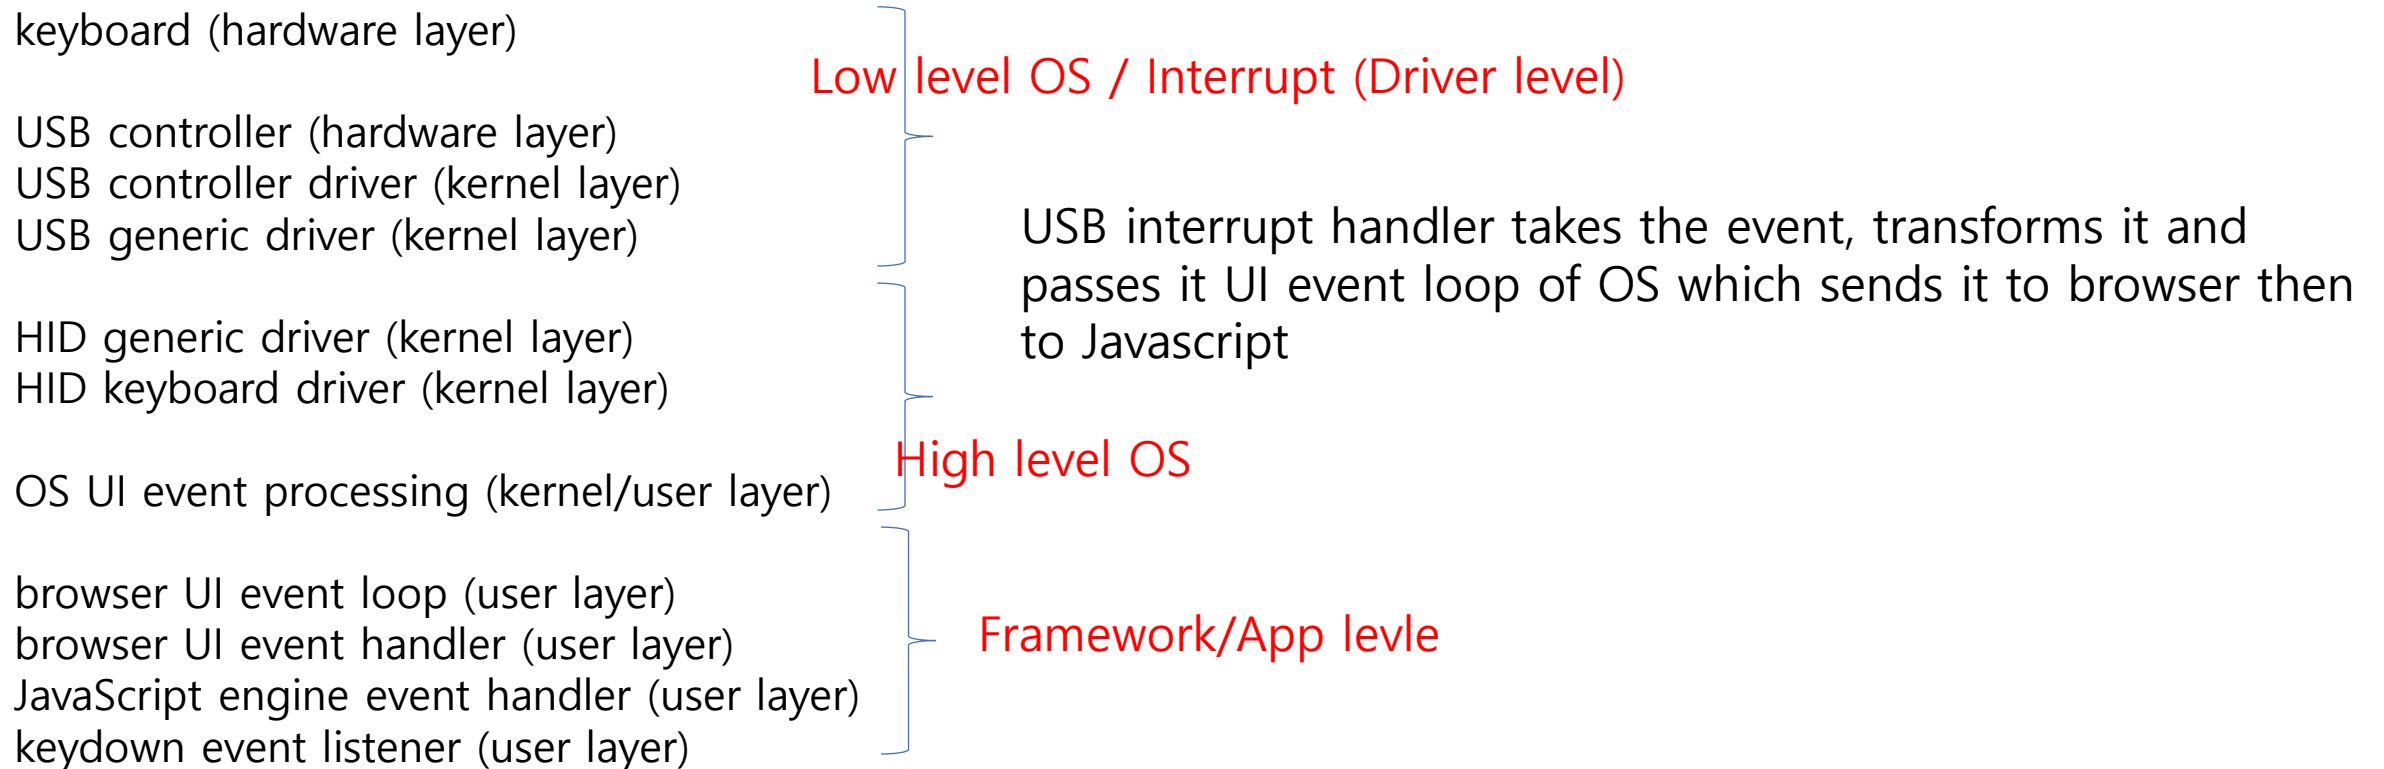 keyboard (hardware layer)
Low level OS / Interrupt (Driver level)
USB controller (hardware layer)
USB controller driver (kernel layer)
USB generic driver (kernel layer)
USB interrupt handler takes the event, transforms it and
passes it UI event loop of OS which sends it to browser then
to Javascript
HID generic driver (kernel layer)
HID keyboard driver (kernel layer)
High level OS
OS UI event processing (kernel/user layer)
browser UI event loop (user layer)
browser UI event handler (user layer)
JavaScript engine event handler (user layer)
keydown event listener (user layer)
Framework/App levle